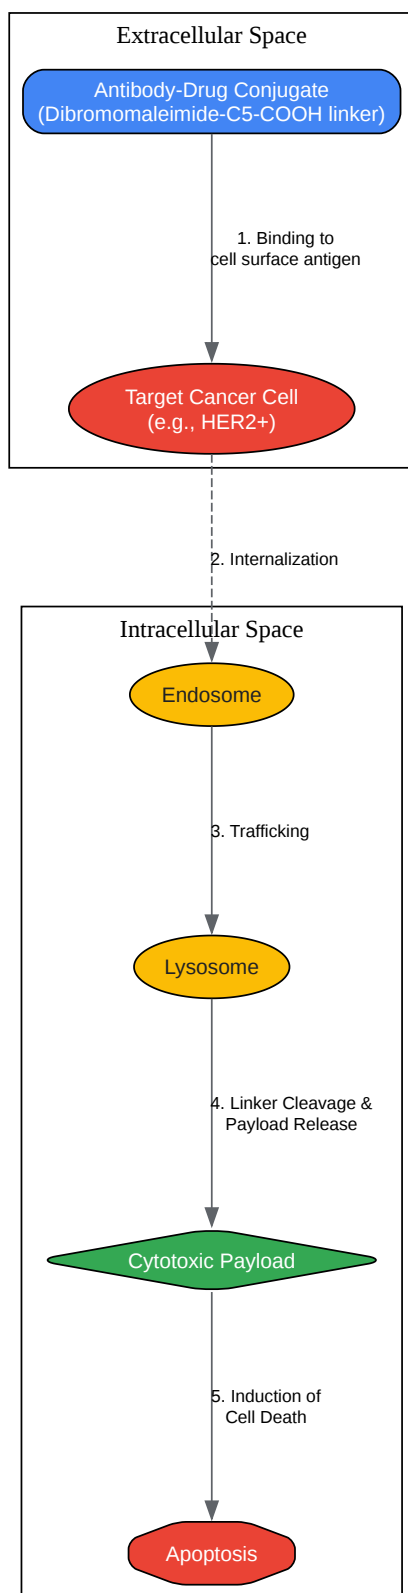 Extracellular Space
Antibody-Drug Conjugate
(Dibromomaleimide-C5-COOH linker)
1. Binding to
cell surface antigen
Target Cancer Cell
(e.g., HER2+)
2. Internalization
Intracellular Space
Endosome
3. Trafficking
Lysosome
4. Linker Cleavage &
Payload Release
Cytotoxic Payload
5. Induction of
Cell Death
Apoptosis